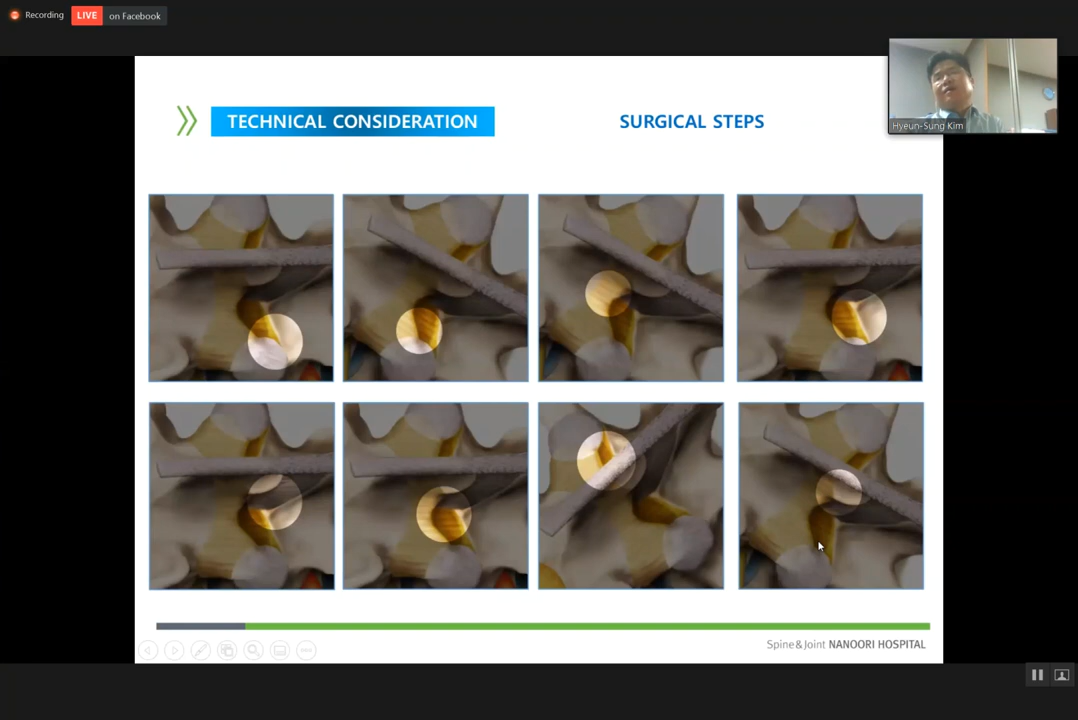 Recording
LIVE on Facebook
TECHNICAL CONSIDERATION
SURGICAL STEPS
Hyeun-Sung Kim
Spine & Joint NANOORI HOSPITAL